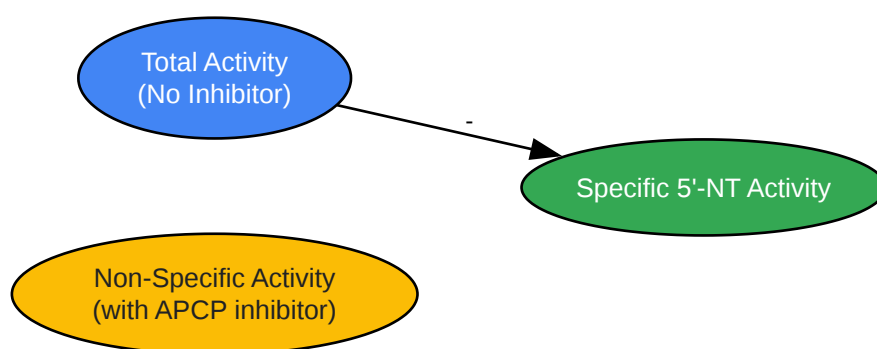 Total Activity
(No Inhibitor)
-
Specific 5'-NT Activity
Non-Specific Activity
(with APCP inhibitor)